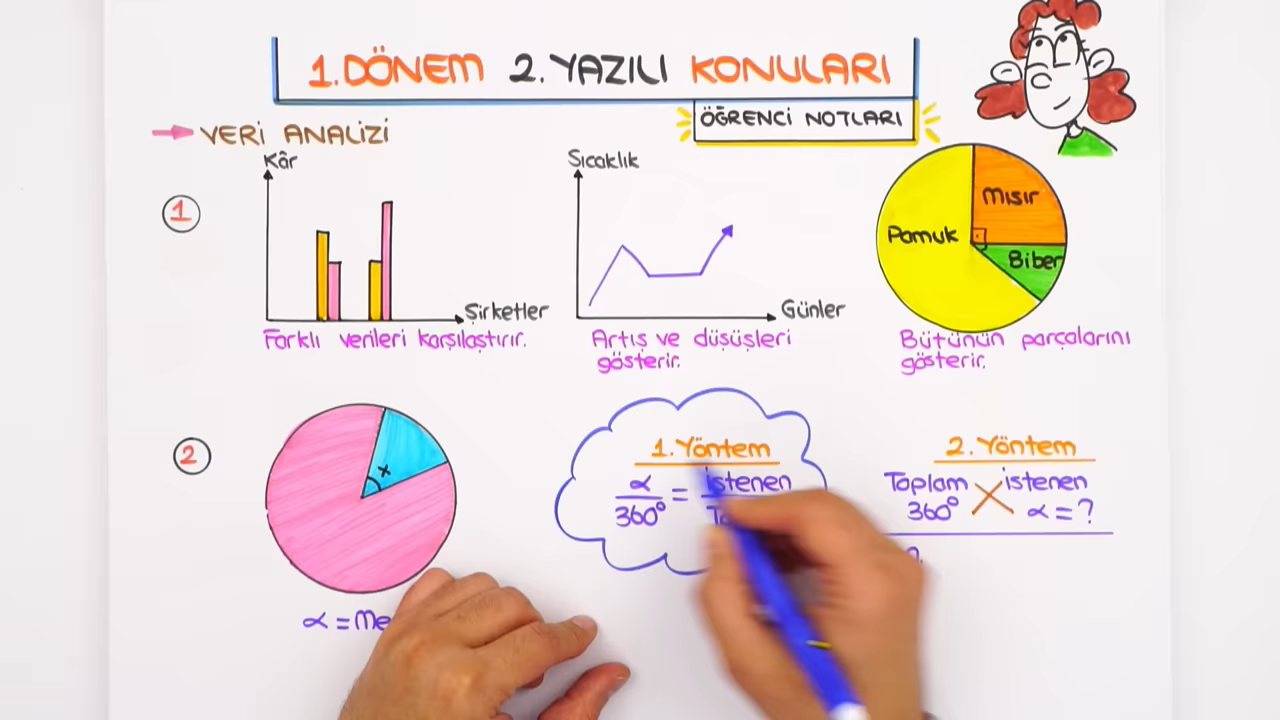 1.DÖNEM 2.YAZILI KONULARI
ÖĞRENCİ NOTLARI
VERİ ANALİZİ
1
Kâr
Şirketler
Farklı verileri karşılaştırır.
Sıcaklık
Günler
Artış ve düşüşleri
gösterir.
Pamuk
Mısır
Biber
Bütünün parçalarını
gösterir.
2
x
α =
1.Yöntem
α istenen
360° =
2.Yöntem
Toplam istenen
360° α = ?